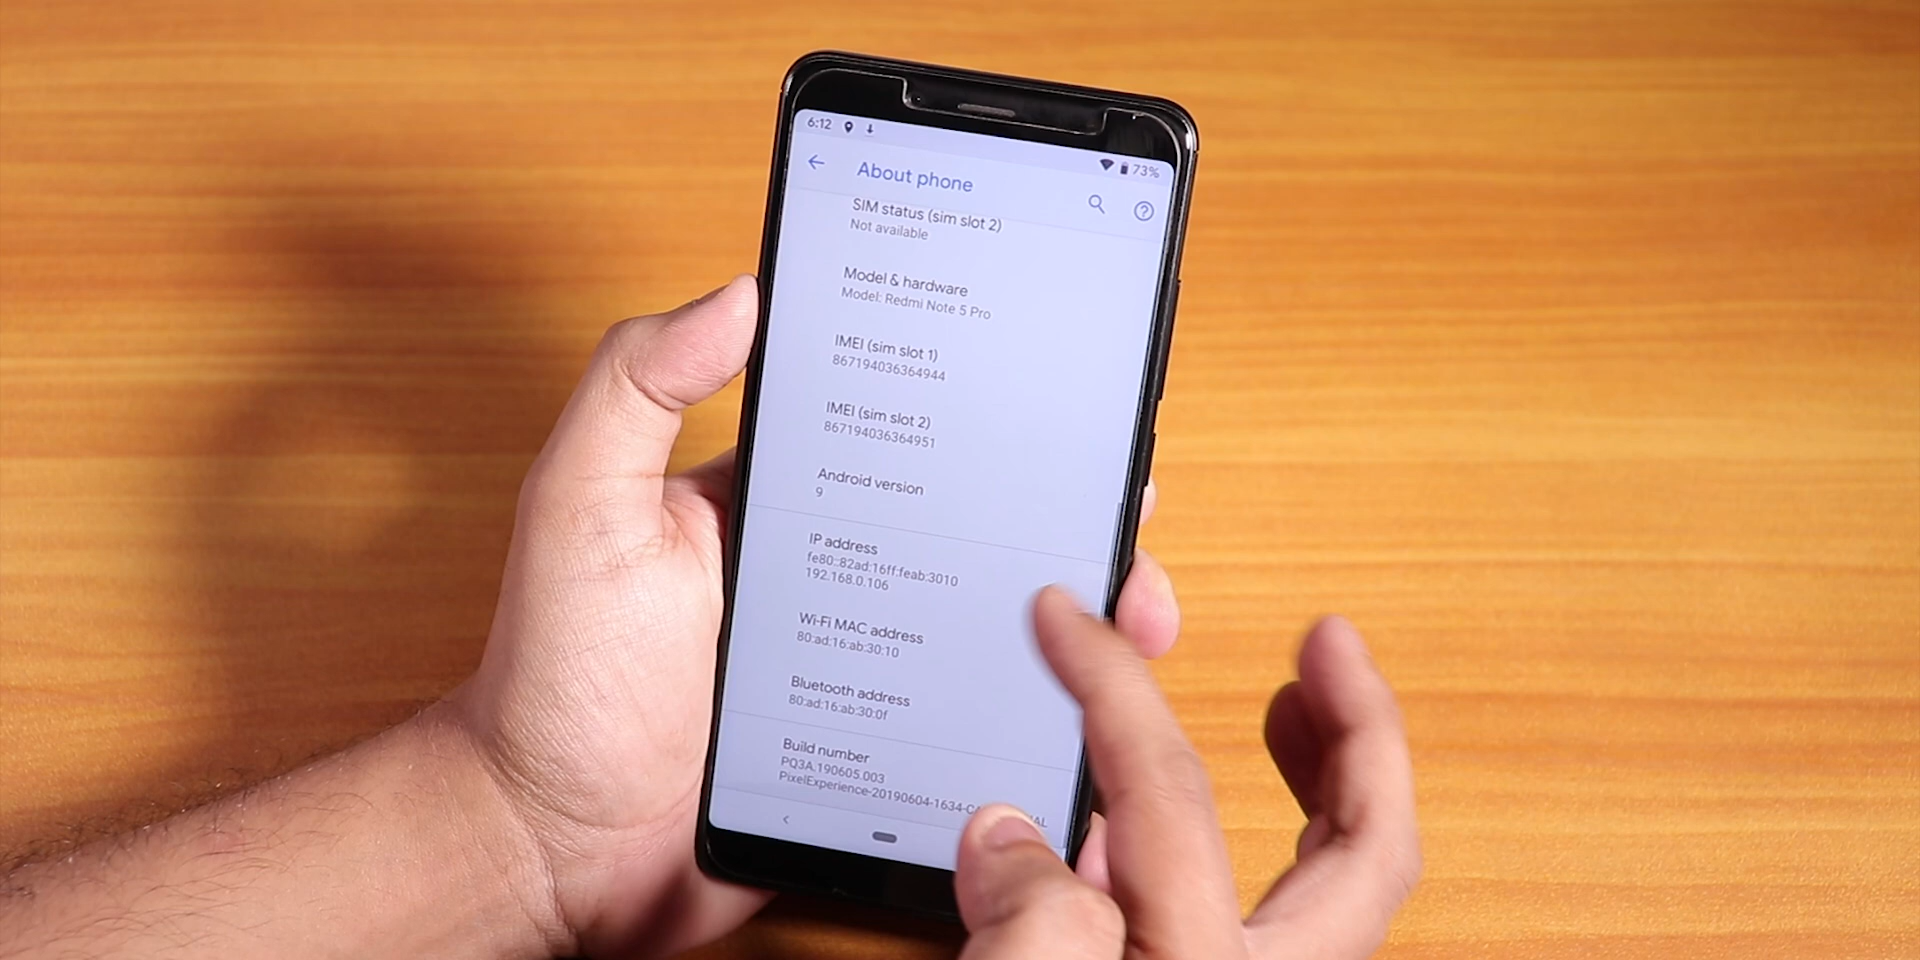 6:12
73%
About phone
SIM status (sim slot 2)
Not available
Model & hardware
Model: Redmi Note 5 Pro
IMEI (sim slot 1)
867194036364944
IMEI (sim slot 2)
867194036364951
Android version
9
IP address
fe80::82ad:16ff:feab:3010
192.168.0.106
Wi-Fi MAC address
80:ad:16:ab:30:10
Bluetooth address
80:ad:16:ab:30:0f
Build number
PQ3A.190605.003
PixelExperience-20190604-1634-